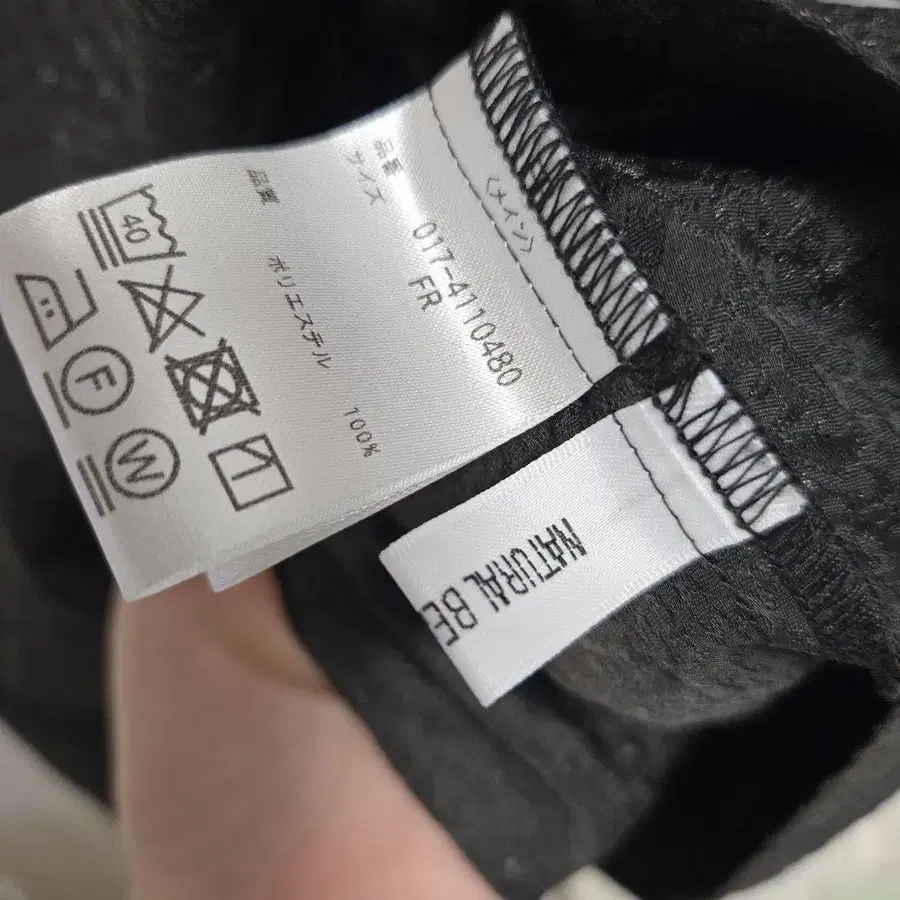 〈メイン〉
品番 017-4110480
サイズ FR
品質 ポリエステル 100%
40
F
W
NATURAL BE